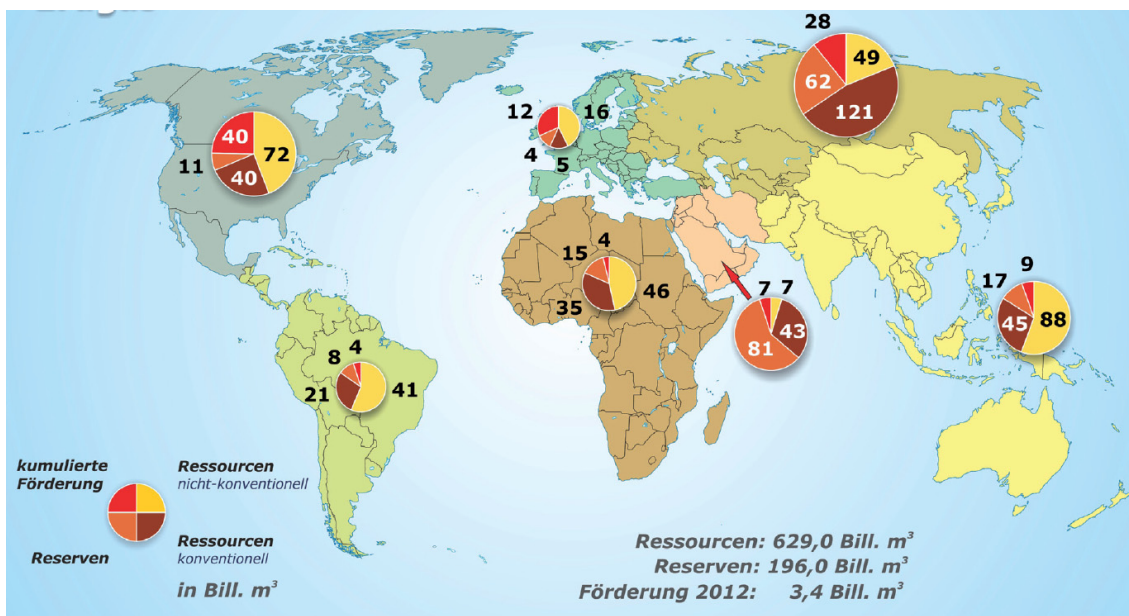 28
49
62
121
12
16
4
5
40
72
11
40
15
4
35
46
7
7
43
81
17
9
45
88
8
4
21
41
kumulierte
Förderung
Ressourcen
nicht-konventionell
Reserven
Ressourcen
konventionell
in Bill. m³
Ressourcen: 629,0 Bill. m³
Reserven: 196,0 Bill. m³
Förderung 2012: 3,4 Bill. m³